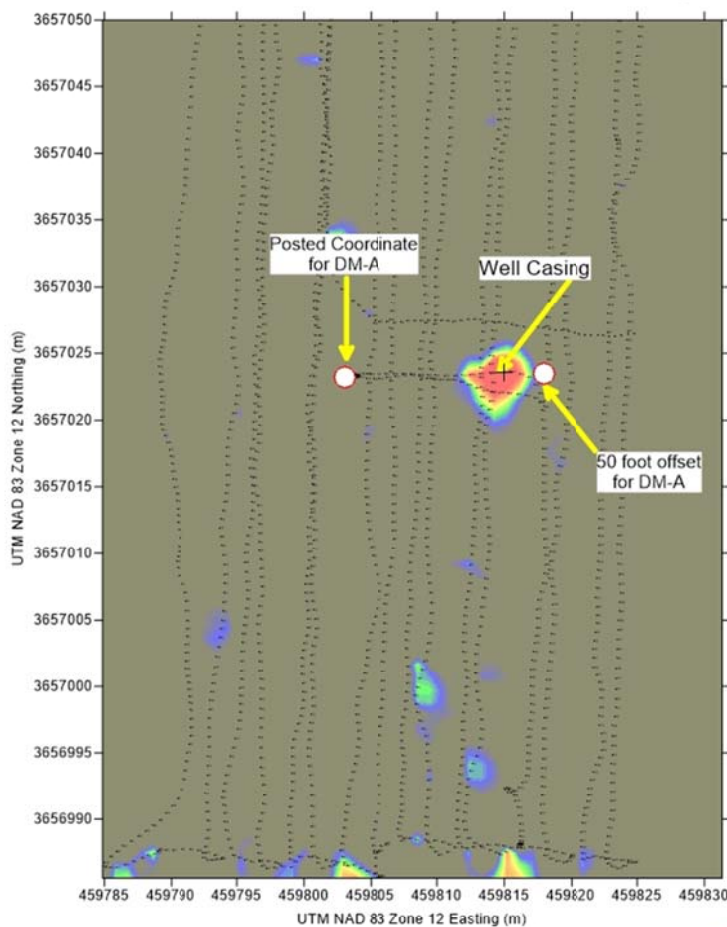 3657050
3657045
3657040
3657035
3657030
3657025
3657020
3657015
3657010
3657005
3657000
3656995
3656990
UTM NAD 83 Zone 12 Northing (m)
Posted Coordinate
for DM-A
Well Casing
50 foot offset
for DM-A
459785 459790 459795 459800 459805 459810 459815 459820 459825 459830
UTM NAD 83 Zone 12 Easting (m)